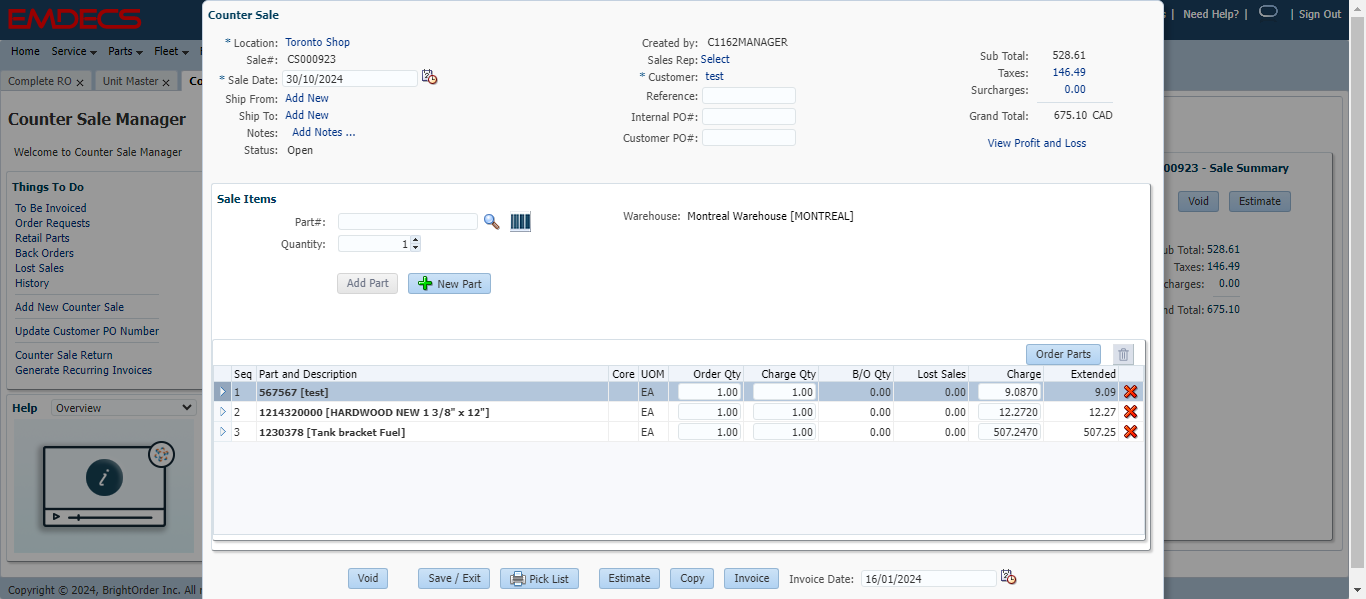 EMDECS
Need Help? | | Sign Out
Home Service Parts Fleet
Complete RO Unit Master Co
Counter Sale Manager
Welcome to Counter Sale Manager
Things To Do
To Be Invoiced
Order Requests
Retail Parts
Back Orders
Lost Sales
History
Add New Counter Sale
Update Customer PO Number
Counter Sale Return
Generate Recurring Invoices
Help Overview
Copyright © 2024, BrightOrder Inc. All r
Counter Sale
* Location: Toronto Shop
Sale#: CS000923
* Sale Date: 30/10/2024
Ship From: Add New
Ship To: Add New
Notes: Add Notes ...
Status: Open
Created by: C1162MANAGER
Sales Rep: Select
* Customer: test
Reference:
Internal PO#:
Customer PO#:
Sub Total: 528.61
Taxes: 146.49
Surcharges: 0.00
Grand Total: 675.10 CAD
View Profit and Loss
Sale Items
Part#:
Quantity: 1
Warehouse: Montreal Warehouse [MONTREAL]
Add Part New Part
Order Parts
Seq Part and Description Core UOM Order Qty Charge Qty B/O Qty Lost Sales Charge Extended
1 567567 [test] EA 1.00 1.00 0.00 0.00 9.0870 9.09
2 1214320000 [HARDWOOD NEW 1 3/8" x 12"] EA 1.00 1.00 0.00 0.00 12.2720 12.27
3 1230378 [Tank bracket Fuel] EA 1.00 1.00 0.00 0.00 507.2470 507.25
Void Save / Exit Pick List Estimate Copy Invoice Invoice Date: 16/01/2024
00923 - Sale Summary
Void Estimate
ub Total: 528.61
Taxes: 146.49
charges: 0.00
nd Total: 675.10